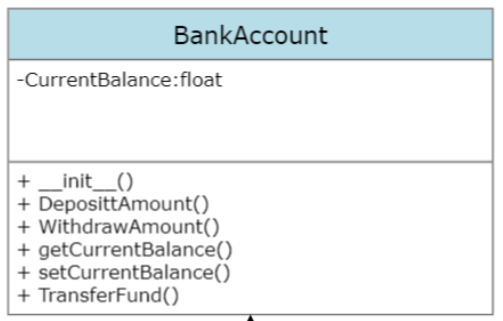 BankAccount
-CurrentBalance:float
+ __init__()
+ DeposittAmount()
+ WithdrawAmount()
+ getCurrentBalance()
+ setCurrentBalance()
+ TransferFund()